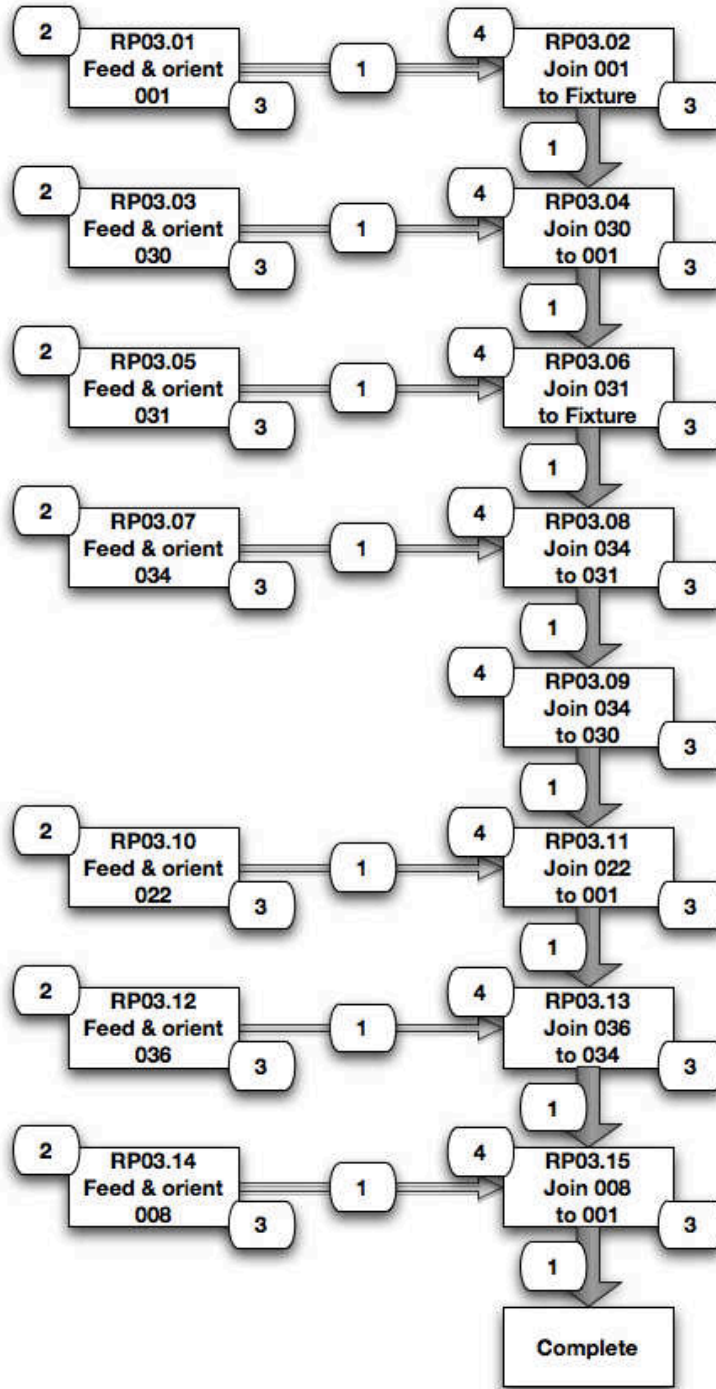 2
RP03.01
Feed & orient
001
3
1
4
RP03.02
Join 001
to Fixture
3
1
2
RP03.03
Feed & orient
030
3
1
4
RP03.04
Join 030
to 001
3
1
2
RP03.05
Feed & orient
031
3
1
4
RP03.06
Join 031
to Fixture
3
1
2
RP03.07
Feed & orient
034
3
1
4
RP03.08
Join 034
to 031
3
1
4
RP03.09
Join 034
to 030
3
1
2
RP03.10
Feed & orient
022
3
1
4
RP03.11
Join 022
to 001
3
1
2
RP03.12
Feed & orient
036
3
1
4
RP03.13
Join 036
to 034
3
1
2
RP03.14
Feed & orient
008
3
1
4
RP03.15
Join 008
to 001
3
1
Complete